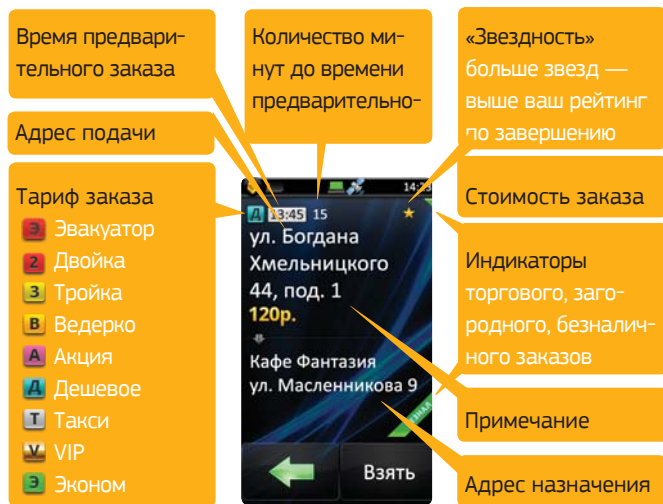 Время предвари-
тельного заказа
Количество ми-
нут до времени
предварительно-
«Звездность»
больше звезд —
выше ваш рейтинг
по завершению
Адрес подачи
Тариф заказа
Э Эвакуатор
2 Двойка
3 Тройка
В Ведерко
А Акция
Д Дешевое
Т Такси
V VIP
Э Эконом
Д 13:45 15
ул. Богдана
Хмельницкого
44, под. 1
120р.
Кафе Фантазия
ул. Масленникова 9
Взять
Стоимость заказа
Индикаторы
торгового, заго-
родного, безналич-
ного заказов
Примечание
Адрес назначения